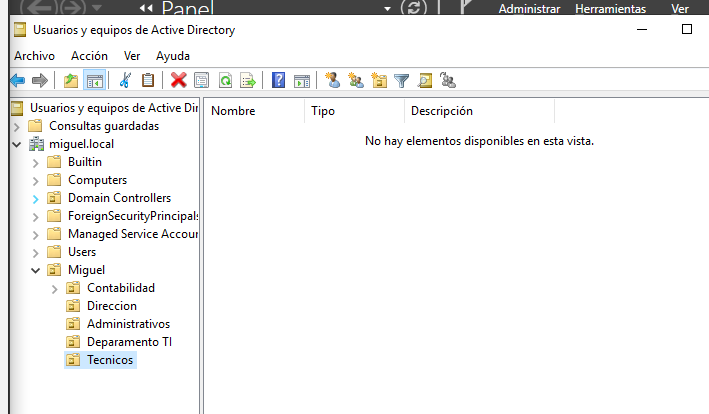 Panel
Administrar Herramientas Ver
Usuarios y equipos de Active Directory
Archivo Acción Ver Ayuda
Usuarios y equipos de Active Dir
Nombre Tipo Descripción
Consultas guardadas
No hay elementos disponibles en esta vista.
miguel.local
Builtin
Computers
Domain Controllers
ForeignSecurityPrincipals
Managed Service Accour
Users
Miguel
Contabilidad
Direccion
Administrativos
Deparamento TI
Tecnicos